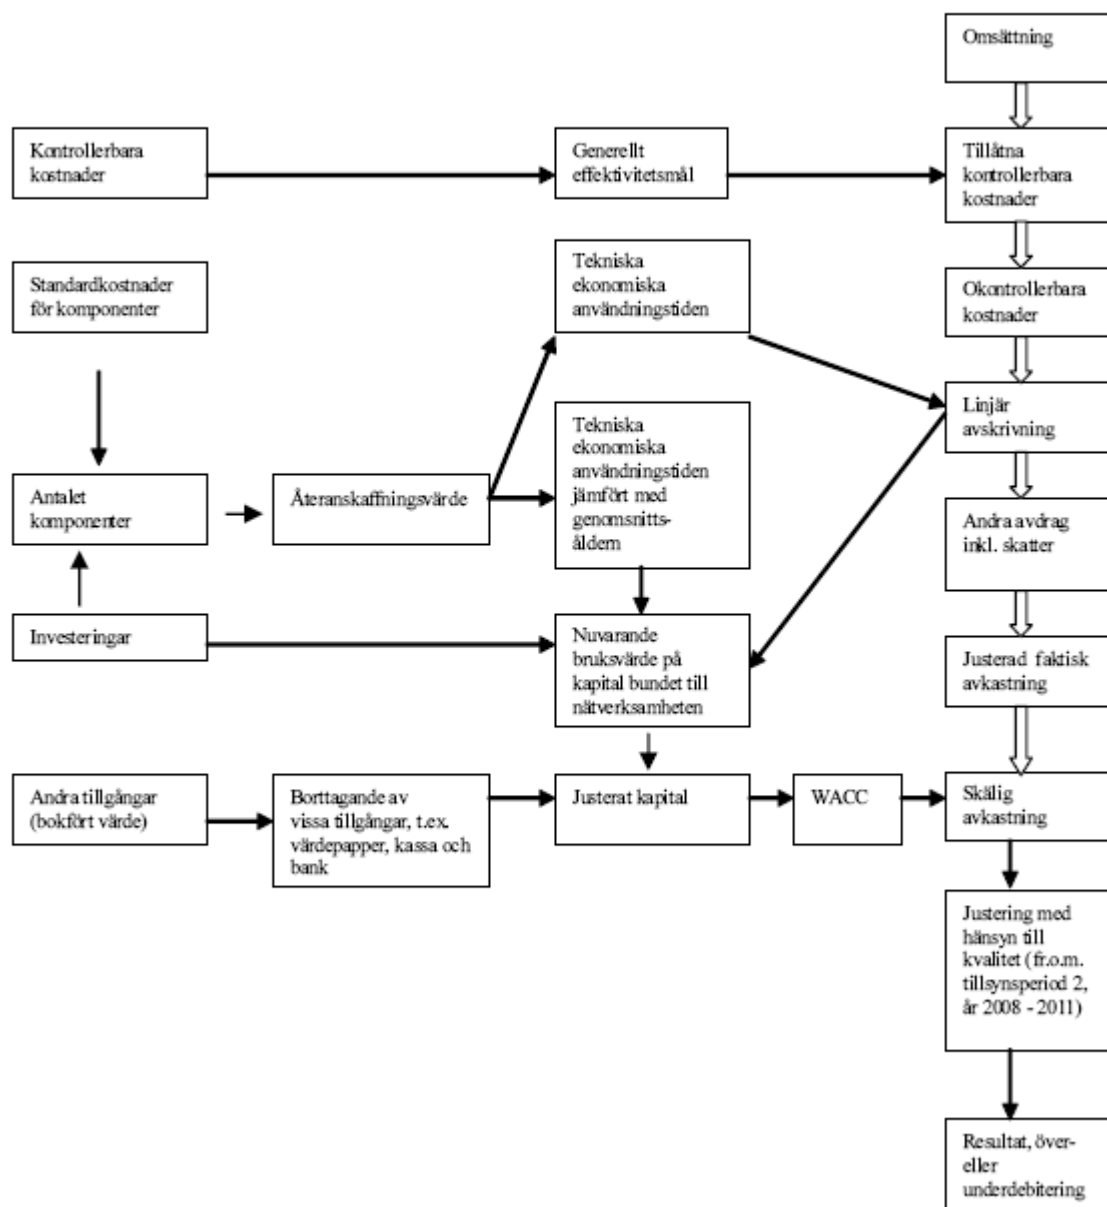 Omsättning
Kontrollerbara
kostnader
Generellt
effektivitetsmål
Tillåtna
kontrollerbara
kostnader
Standardkostnader
för komponenter
Tekniska
ekonomiska
användningstiden
Okontrollerbara
kostnader
Linjär
avskrivning
Antalet
komponenter
Återanskaffningsvärde
Tekniska
ekonomiska
användningstiden
jämfört med
genomsnitts-
åldern
Andra avdrag
inkl. skatter
Investeringar
Nuvarande
bruksvärde på
kapital bundet till
nätverksamheten
Justerad faktisk
avkastning
Andra tillgångar
(bokfört värde)
Borttagande av
vissa tillgångar, t.ex.
värdepapper, kassa och
bank
Justerat kapital
WACC
Skälig
avkastning
Justering med
hänsyn till
kvalitet (fr.o.m.
tillsynsperiod 2,
år 2008 - 2011)
Resultat, över-
eller
underdebitering